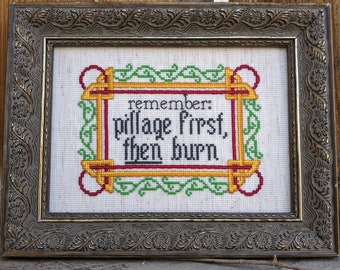 remember:
pillage first,
then burn